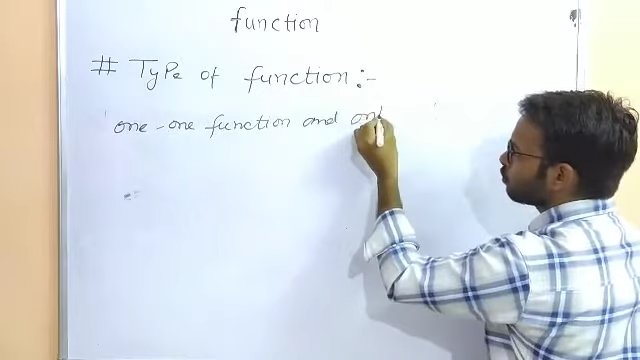 function
# Type of function :-
one-one function and